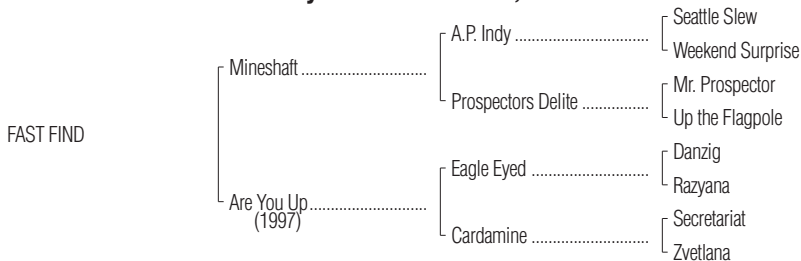 Seattle Slew
A.P. Indy ................................
Weekend Surprise
Mineshaft ..............................
Mr. Prospector
Prospectors Delite ................
Up the Flagpole
FAST FIND
Danzig
Eagle Eyed ............................
Razyana
Are You Up............................
(1997)
Secretariat
Cardamine ............................
Zvetlana